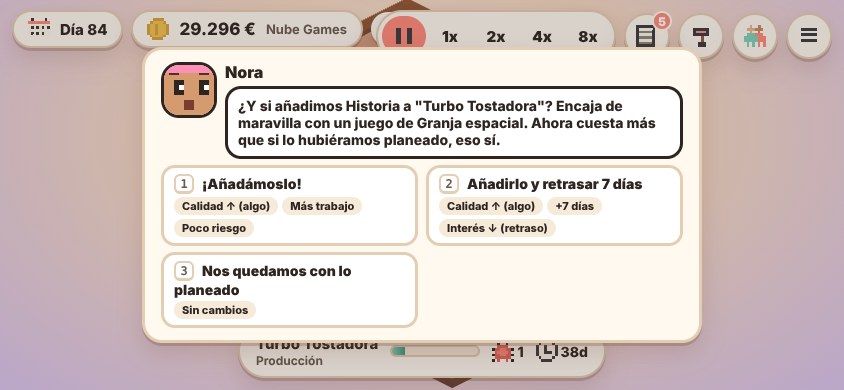 Día 84
29.296 € Nube Games
1x 2x 4x 8x
5
Nora
¿Y si añadimos Historia a "Turbo Tostadora"? Encaja de
maravilla con un juego de Granja espacial. Ahora cuesta más
que si lo hubiéramos planeado, eso sí.
1 ¡Añadámoslo!
Calidad ↑ (algo) Más trabajo
Poco riesgo
2 Añadirlo y retrasar 7 días
Calidad ↑ (algo) +7 días
Interés ↓ (retraso)
3 Nos quedamos con lo
planeado
Sin cambios
Turbo Tostadora
Producción
1 38d